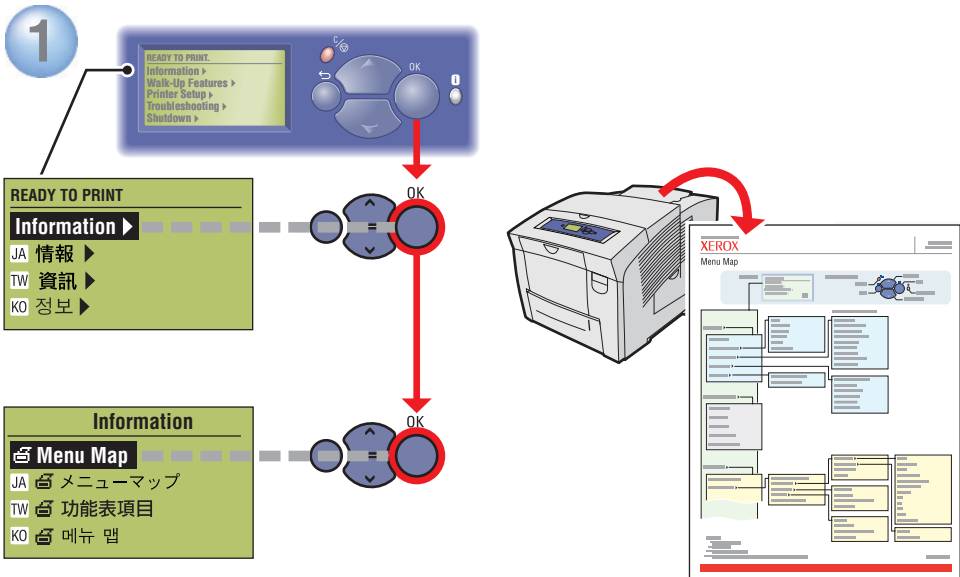 1
C/
READY TO PRINT.
Information
Walk-Up Features
Printer Setup
Troubleshooting
Shutdown
OK
i
READY TO PRINT
Information
JA 情報
TW 資訊
KO 정보
OK
Information
Menu Map
JA メニューマップ
TW 功能表項目
KO 메뉴 맵
OK
XEROX
Menu Map